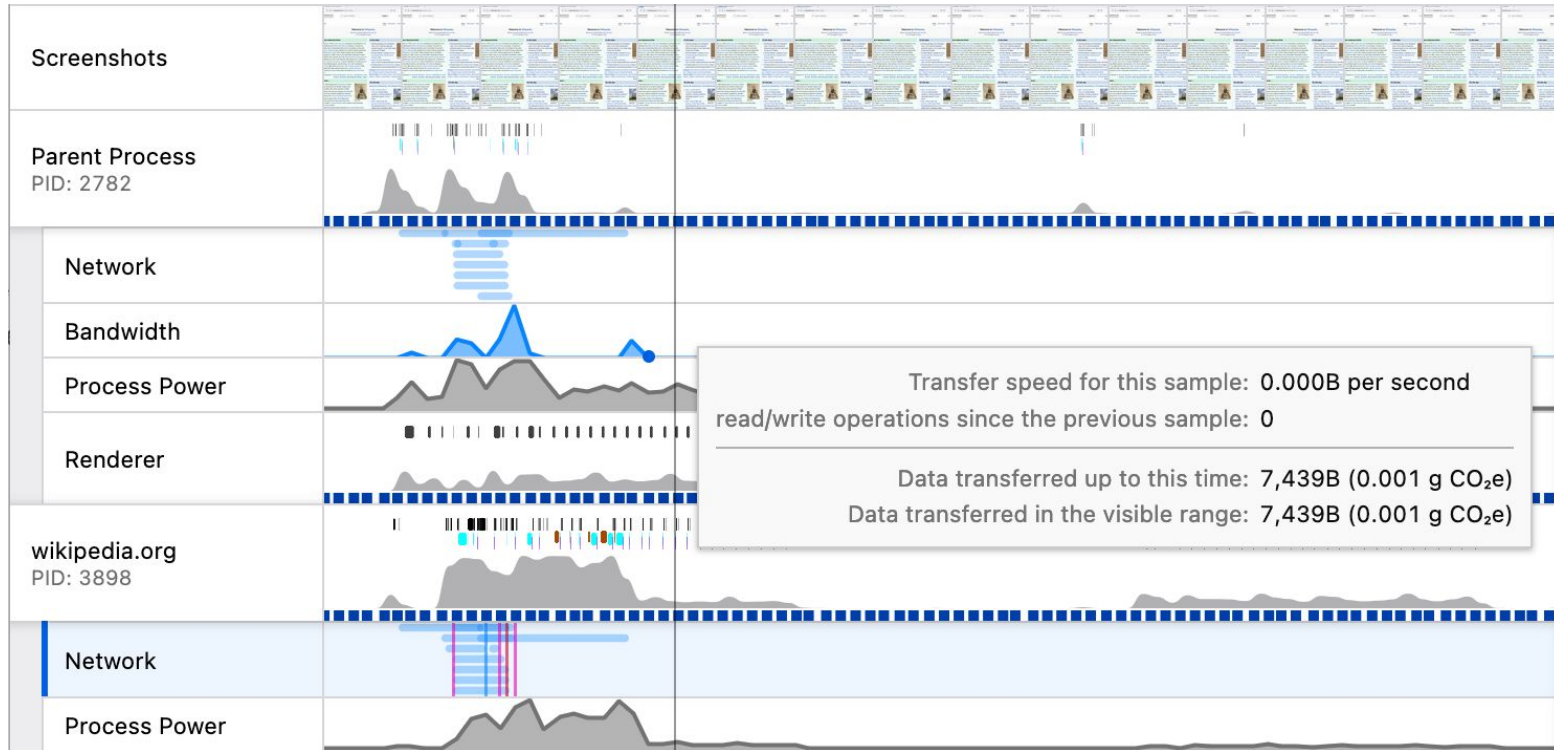 Screenshots
Parent Process
PID: 2782
Network
Bandwidth
Process Power
Transfer speed for this sample: 0.000B per second
read/write operations since the previous sample: 0
Renderer
Data transferred up to this time: 7,439B (0.001 g CO₂e)
Data transferred in the visible range: 7,439B (0.001 g CO₂e)
wikipedia.org
PID: 3898
Network
Process Power